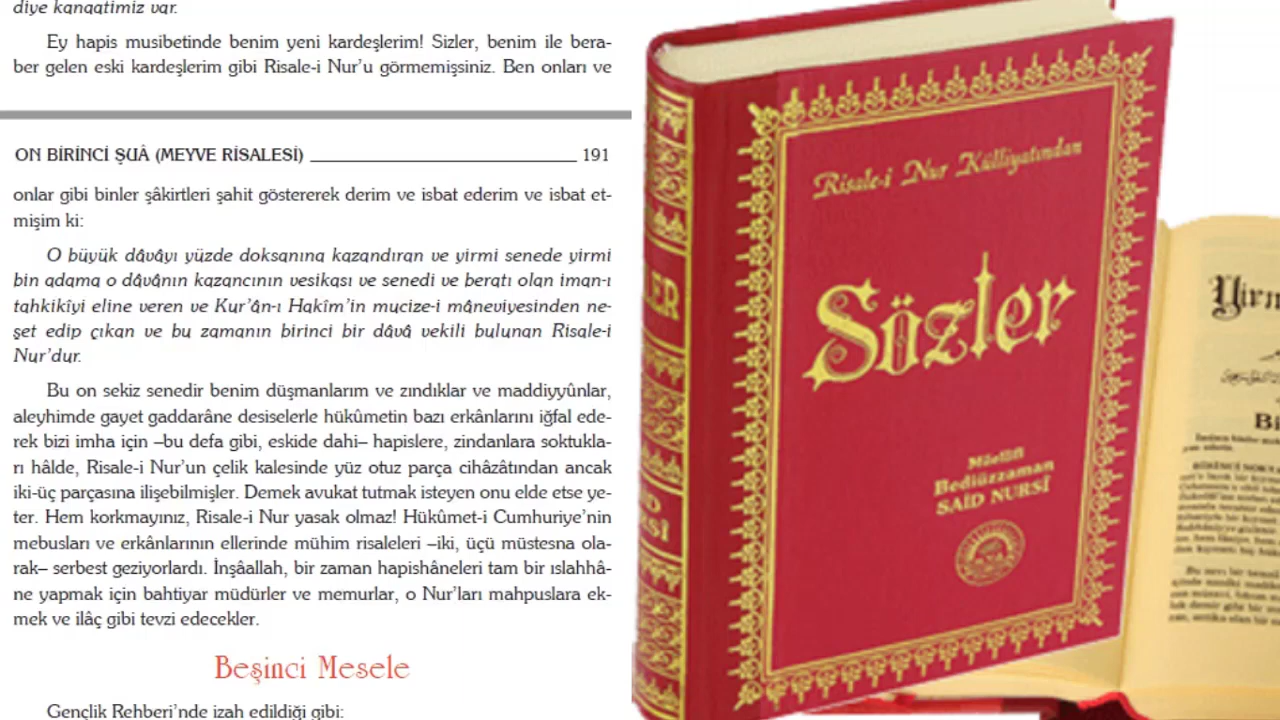 diye kanaatimiz var.
Ey hapis musibetinde benim yeni kardeşlerim! Sizler, benim ile bera-
ber gelen eski kardeşlerim gibi Risale-i Nur’u görmemişsiniz. Ben onları ve
ON BİRİNCİ ŞUÂ (MEYVE RİSALESİ) 191
onlar gibi binler şâkirtleri şahit göstererek derim ve isbat ederim ve isbat et-
mişim ki:
O büyük dâvâyı yüzde doksanına kazandıran ve yirmi senede yirmi
bin adama o dâvânın kazancının vesikası ve senedi ve beratı olan iman-ı
tahkikîyi eline veren ve Kur’ân-ı Hakîm’in mucize-i mâneviyesinden ne-
şet edip çıkan ve bu zamanın birinci bir dâvâ vekili bulunan Risale-i
Nur’dur.
Bu on sekiz senedir benim düşmanlarım ve zındıklar ve maddiyyûnlar,
aleyhimde gayet gaddarâne desiselerle hükûmetin bazı erkânlarını iğfal ede-
rek bizi imha için –bu defa gibi, eskide dahi– hapislere, zindanlara soktukla-
rı hâlde, Risale-i Nur’un çelik kalesinde yüz otuz parça cihâzâtından ancak
iki-üç parçasına ilişebilmişler. Demek avukat tutmak isteyen onu elde etse ye-
ter. Hem korkmayınız, Risale-i Nur yasak olmaz! Hükûmet-i Cumhuriye’nin
mebusları ve erkânlarının ellerinde mühim risaleleri –iki, üçü müstesna ola-
rak– serbest geziyorlardı. İnşâallah, bir zaman hapishâneleri tam bir ıslahhâ-
ne yapmak için bahtiyar müdürler ve memurlar, o Nur’ları mahpuslara ek-
mek ve ilâç gibi tevzi edecekler.
Beşinci Mesele
Gençlik Rehberi’nde izah edildiği gibi:
Risale-i Nur Külliyatından
Sözler
Müellifi
Bediüzzaman
SAİD NURSÎ